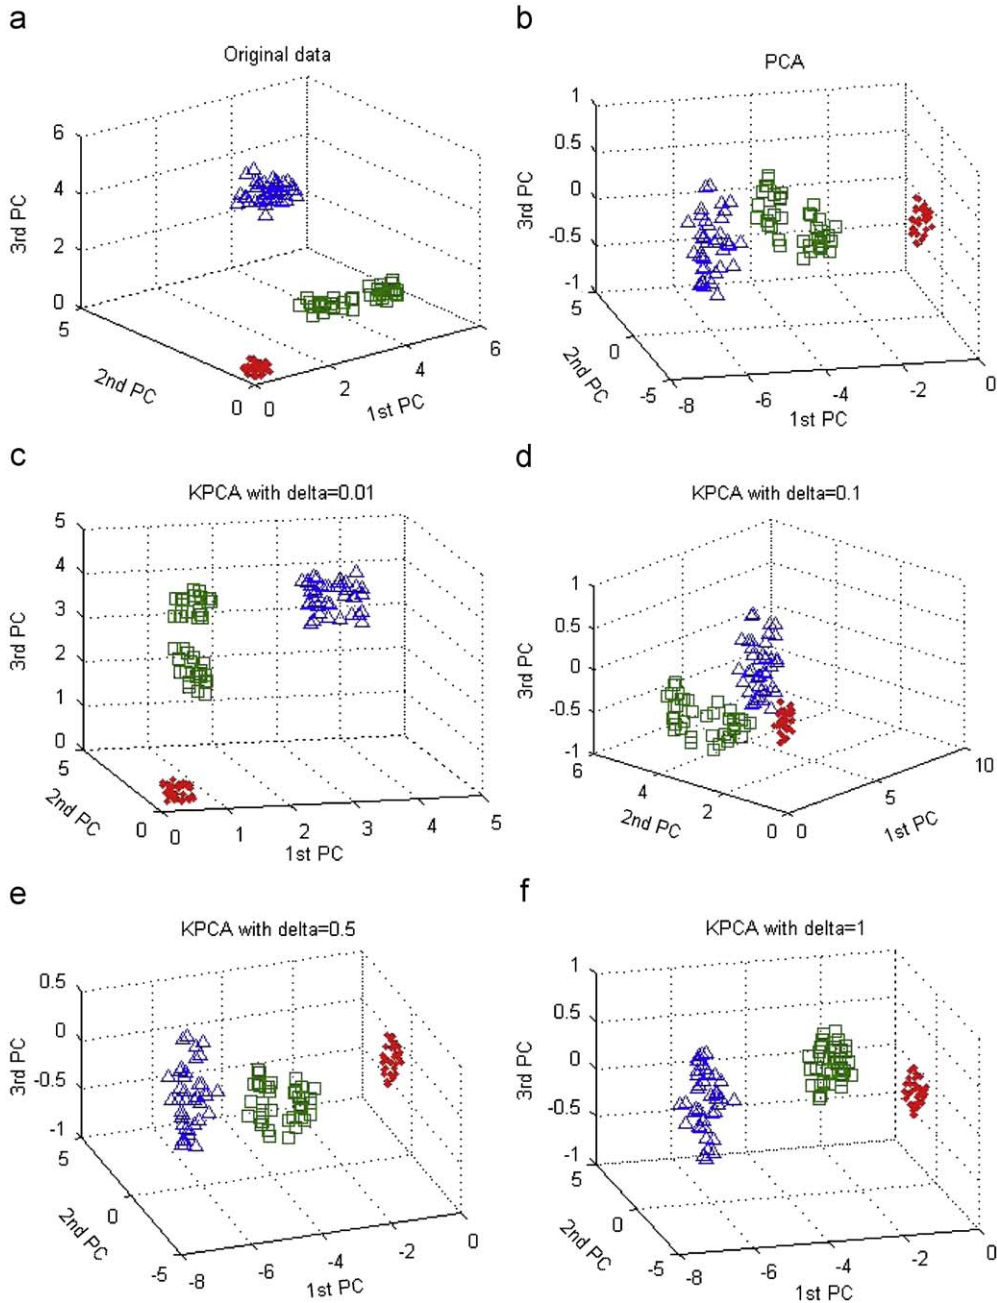 a
Original data
6
4
2
0
5
0
0
2
4
6
3rd PC
2nd PC
1st PC
b
PCA
1
0.5
0
-0.5
-1
5
0
-5
-8
-6
-4
-2
0
3rd PC
2nd PC
1st PC
c
KPCA with delta=0.01
5
4
3
2
1
0
5
0
0
1
2
3
4
5
3rd PC
2nd PC
1st PC
d
KPCA with delta=0.1
1
0.5
0
-0.5
-1
6
4
2
0
0
5
10
3rd PC
2nd PC
1st PC
e
KPCA with delta=0.5
0.5
0
-0.5
-1
5
0
-5
-8
-6
-4
-2
0
3rd PC
2nd PC
1st PC
f
KPCA with delta=1
1
0.5
0
-0.5
-1
5
0
-5
-8
-6
-4
-2
0
3rd PC
2nd PC
1st PC